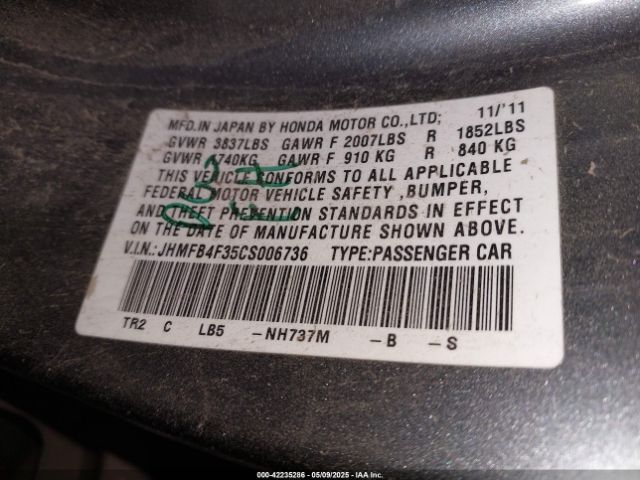 MFD.IN JAPAN BY HONDA MOTOR CO.,LTD; 11/'11
GVWR 3837LBS GAWR F 2007LBS R 1852LBS
GVWR 1740KG GAWR F 910 KG R 840 KG
THIS VEHICLE CONFORMS TO ALL APPLICABLE
FEDERAL MOTOR VEHICLE SAFETY ,BUMPER,
AND THEFT PREVENTION STANDARDS IN EFFECT
ON THE DATE OF MANUFACTURE SHOWN ABOVE.
V.I.N.: JHMFB4F35CS006736 TYPE:PASSENGER CAR
TR2 C LB5 -NH737M -B -S
000-42235286 - 05/09/2025 - IAA Inc.